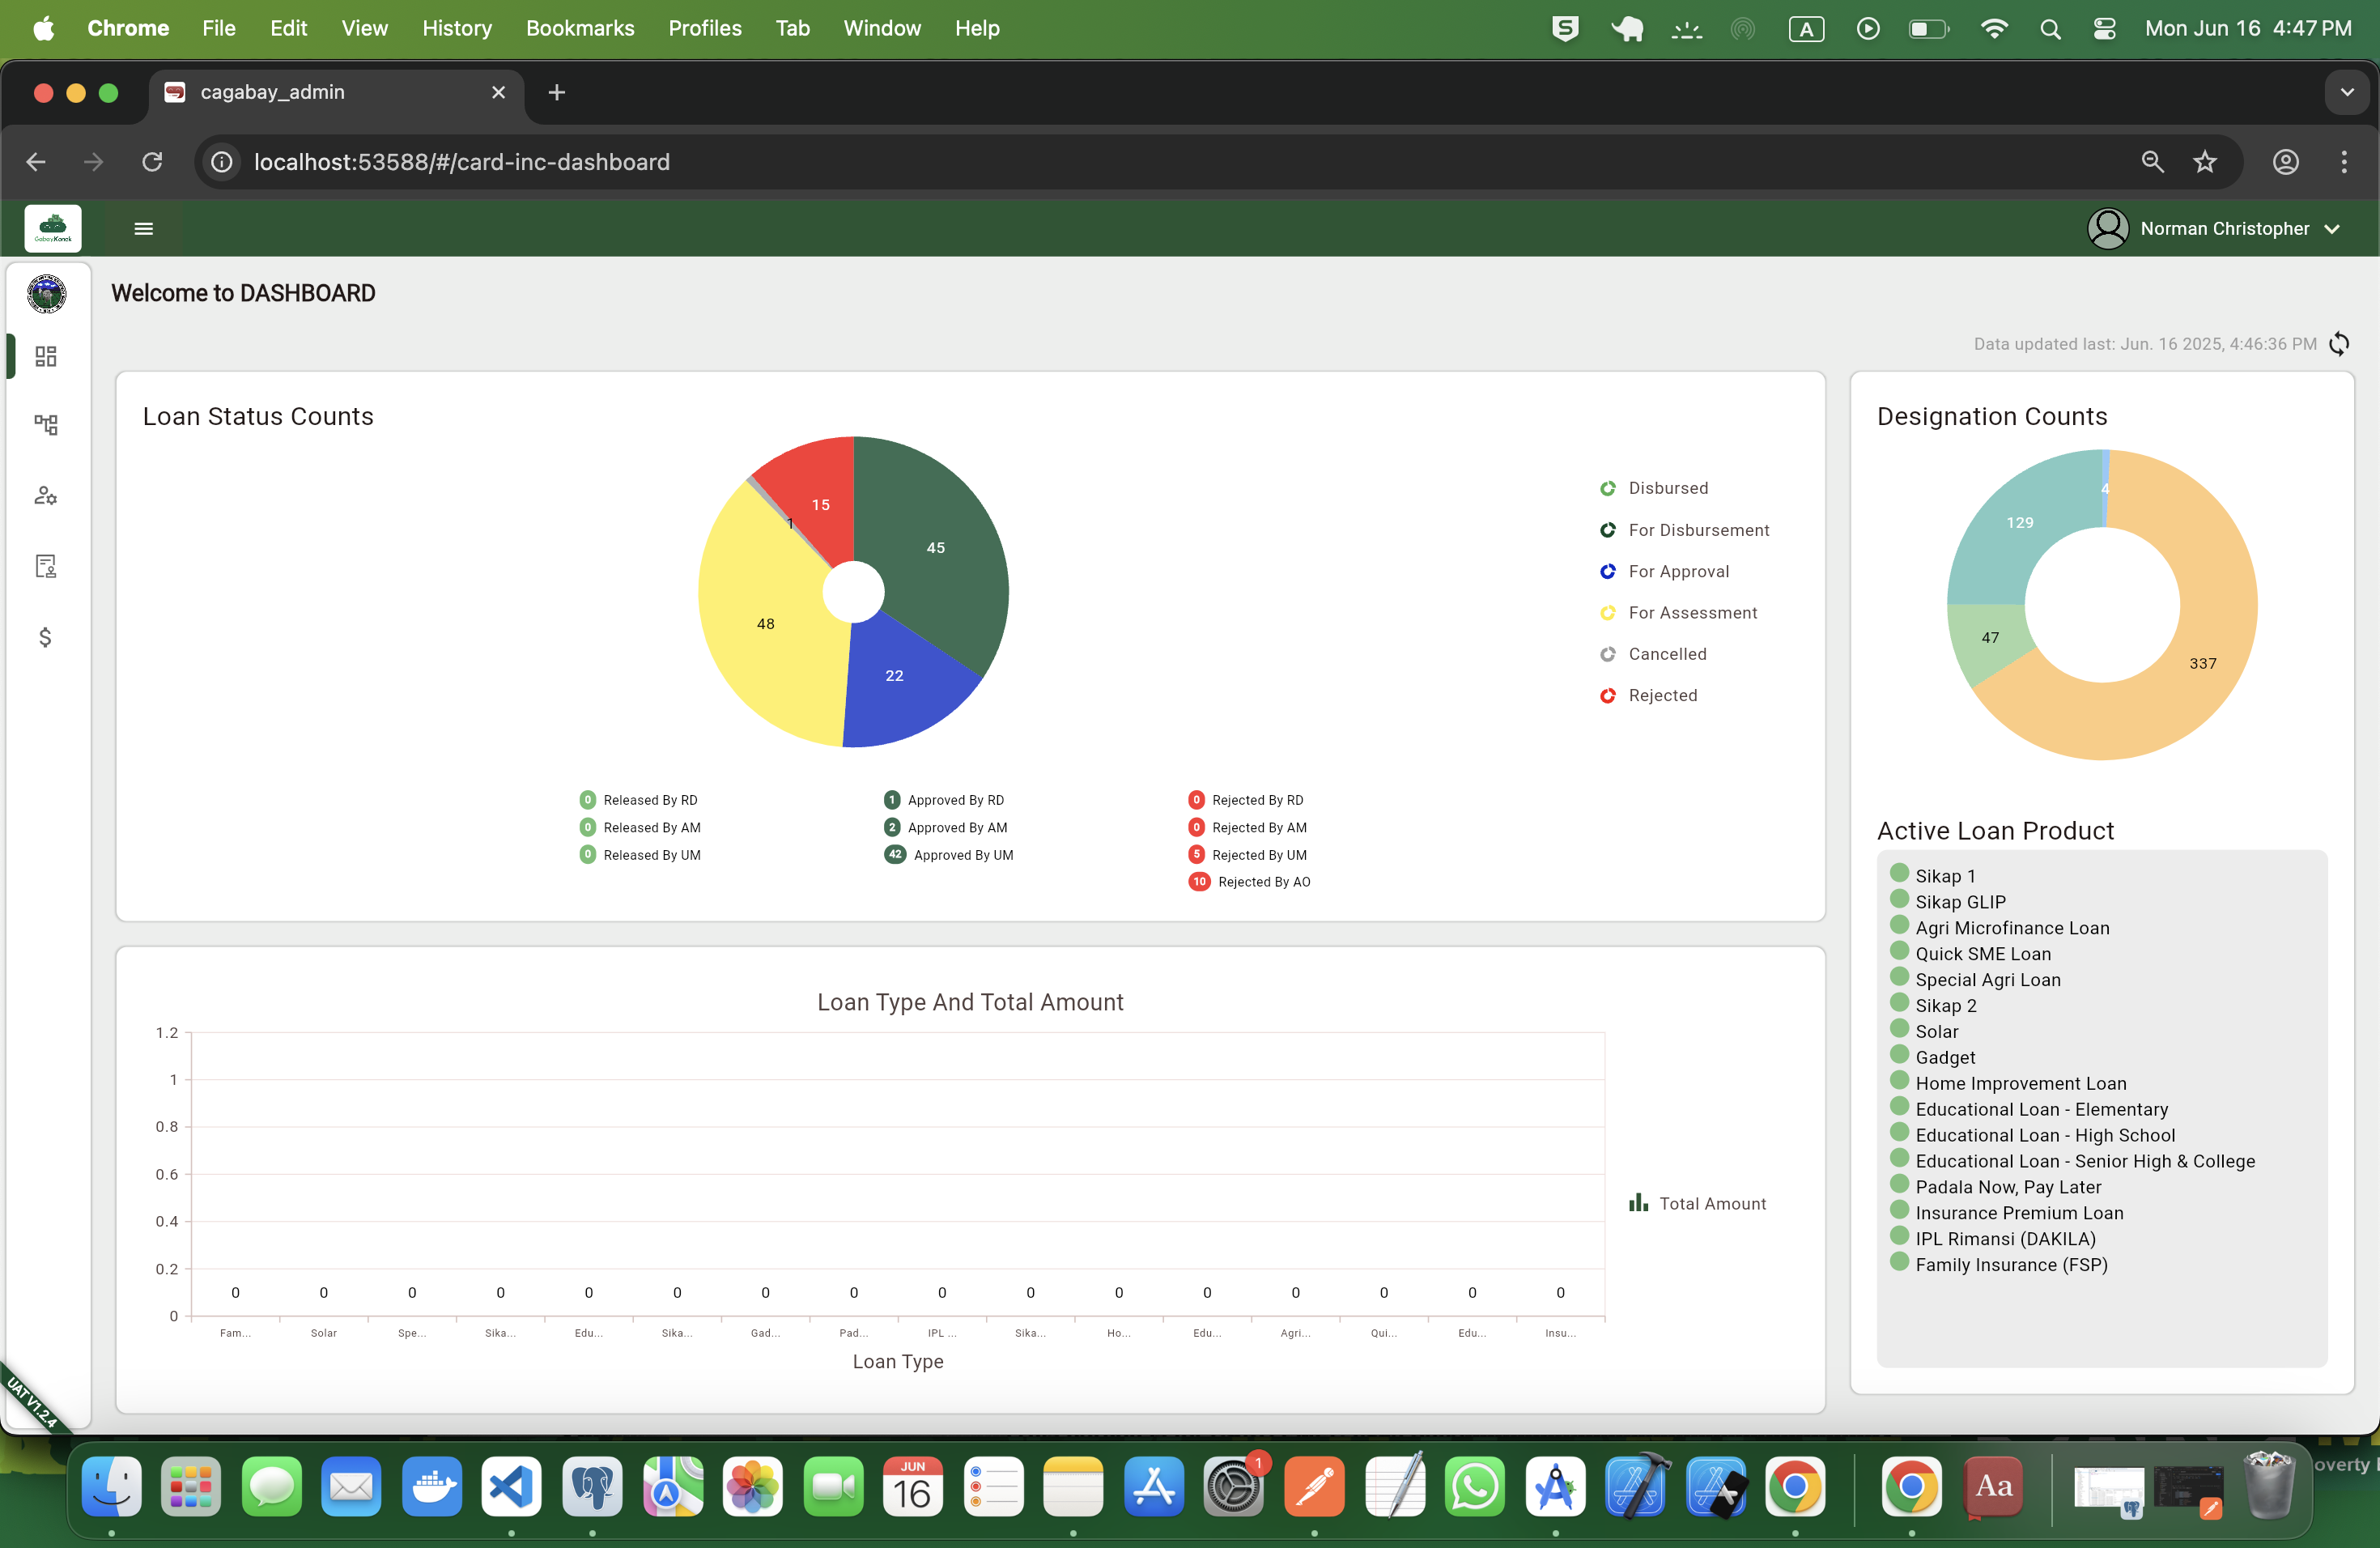 Chrome File Edit View History Bookmarks Profiles Tab Window Help
A
Mon Jun 16 4:47 PM
cagabay_admin
localhost:53588/#/card-inc-dashboard
GabayKonek
Norman Christopher
Welcome to DASHBOARD
Data updated last: Jun. 16 2025, 4:46:36 PM
Loan Status Counts
15
1
45
48
22
Disbursed
For Disbursement
For Approval
For Assessment
Cancelled
Rejected
0 Released By RD
0 Released By AM
0 Released By UM
1 Approved By RD
2 Approved By AM
42 Approved By UM
0 Rejected By RD
0 Rejected By AM
5 Rejected By UM
10 Rejected By AO
Designation Counts
4
129
47
337
Active Loan Product
Sikap 1
Sikap GLIP
Agri Microfinance Loan
Quick SME Loan
Special Agri Loan
Sikap 2
Solar
Gadget
Home Improvement Loan
Educational Loan - Elementary
Educational Loan - High School
Educational Loan - Senior High & College
Padala Now, Pay Later
Insurance Premium Loan
IPL Rimansi (DAKILA)
Family Insurance (FSP)
Loan Type And Total Amount
1.2
1
0.8
0.6
0.4
0.2
0
0 0 0 0 0 0 0 0 0 0 0 0 0 0 0 0
Fam... Solar Spe... Sika... Edu... Sika... Gad... Pad... IPL ... Sika... Ho... Edu... Agri... Qui... Edu... Insu...
Loan Type
Total Amount
UAT V1.2.4
JUN
16
1
Aa
overty